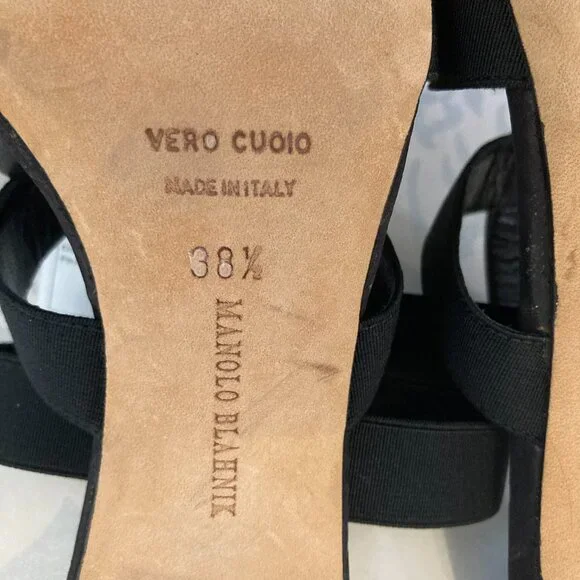 VERO CUOIO
MADE IN ITALY
38½
MANOLO BLAHNIK